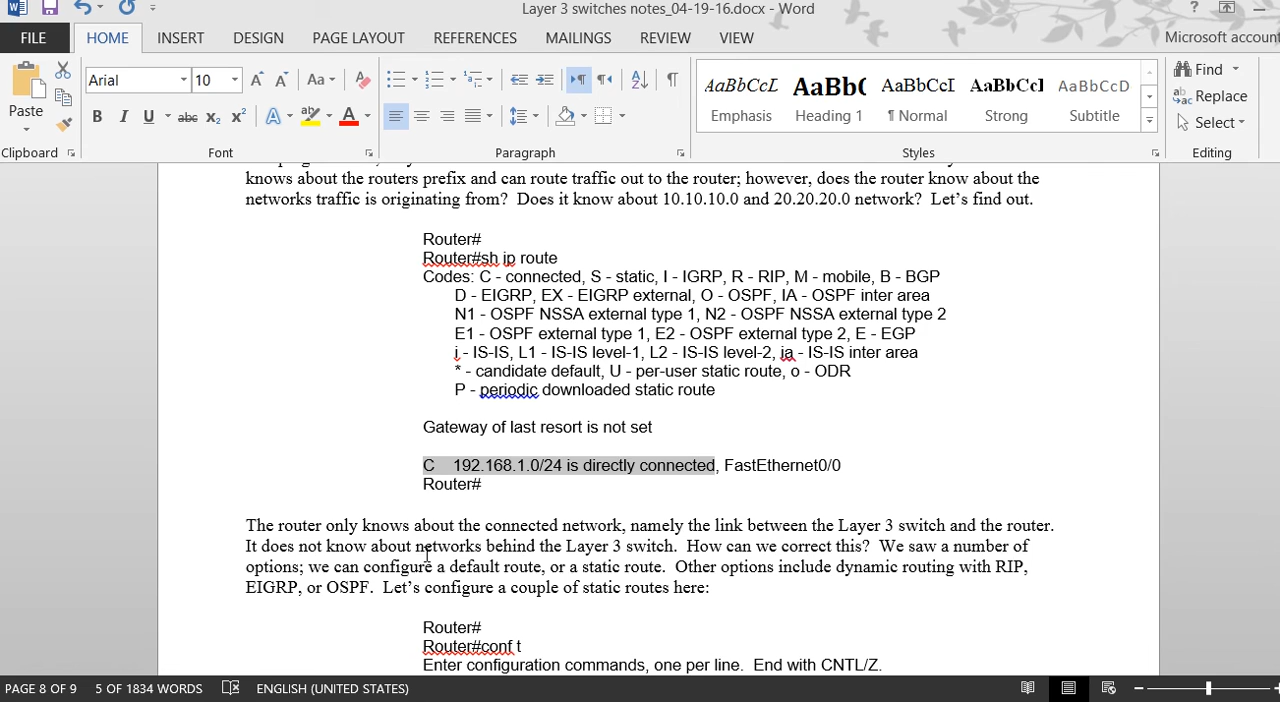 Layer 3 switches notes_04-19-16.docx - Word
FILE HOME INSERT DESIGN PAGE LAYOUT REFERENCES MAILINGS REVIEW VIEW Microsoft account
Arial 10 Aa Find
Paste Replace
B I U abc X₂ X² A A Select
AaBbCcL AaBbC AaBbCcI AaBbCcI AaBbCcD
Emphasis Heading 1 ¶ Normal Strong Subtitle
Clipboard Font Paragraph Styles Editing
knows about the routers prefix and can route traffic out to the router; however, does the router know about the
networks traffic is originating from? Does it know about 10.10.10.0 and 20.20.20.0 network? Let's find out.
Router#
Router#sh ip route
Codes: C - connected, S - static, I - IGRP, R - RIP, M - mobile, B - BGP
D - EIGRP, EX - EIGRP external, O - OSPF, IA - OSPF inter area
N1 - OSPF NSSA external type 1, N2 - OSPF NSSA external type 2
E1 - OSPF external type 1, E2 - OSPF external type 2, E - EGP
i - IS-IS, L1 - IS-IS level-1, L2 - IS-IS level-2, ia - IS-IS inter area
* - candidate default, U - per-user static route, o - ODR
P - periodic downloaded static route
Gateway of last resort is not set
C 192.168.1.0/24 is directly connected, FastEthernet0/0
Router#
The router only knows about the connected network, namely the link between the Layer 3 switch and the router.
It does not know about networks behind the Layer 3 switch. How can we correct this? We saw a number of
options; we can configure a default route, or a static route. Other options include dynamic routing with RIP,
EIGRP, or OSPF. Let's configure a couple of static routes here:
Router#
Router#conf t
Enter configuration commands, one per line. End with CNTL/Z.
PAGE 8 OF 9 5 OF 1834 WORDS ENGLISH (UNITED STATES)